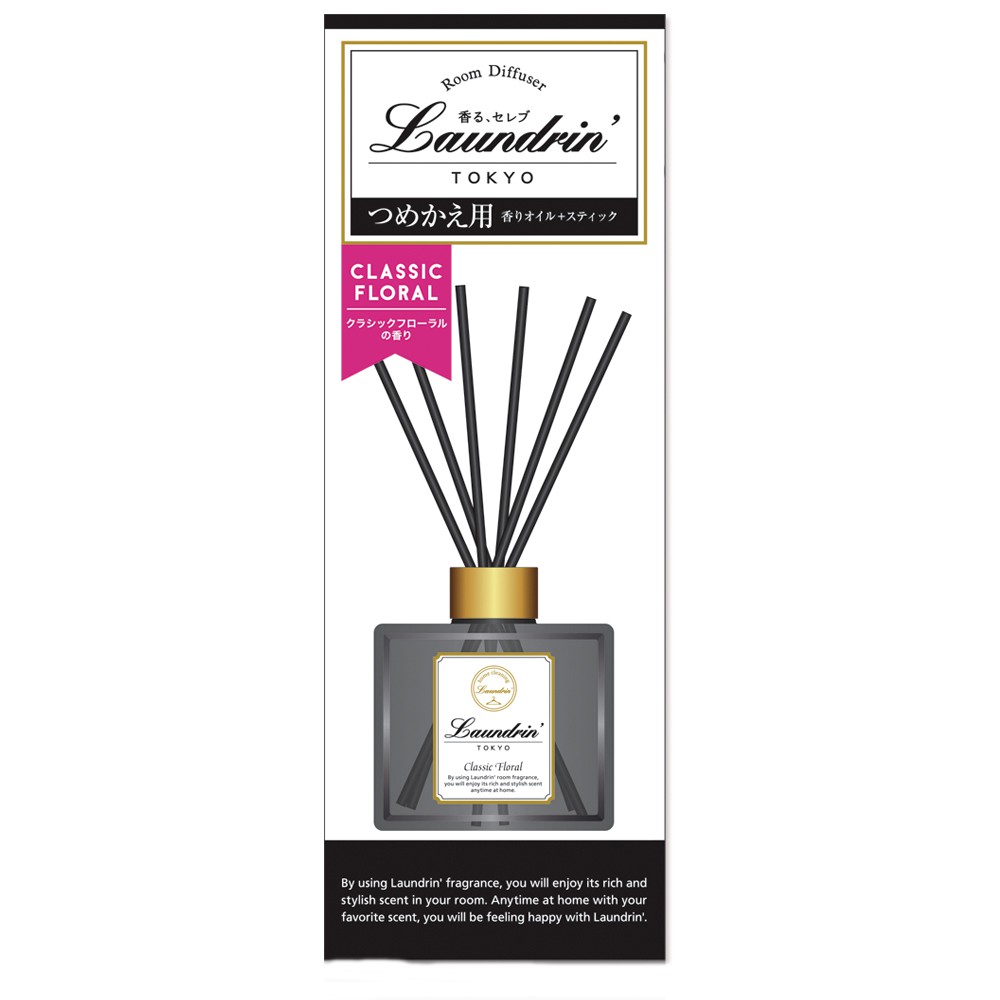 Room Diffuser
香る、セレブ
Laundrin'
TOKYO
つめかえ用 香りオイル+スティック
CLASSIC
FLORAL
クラシックフローラル
の香り
home cleaning
Laundrin'
Laundrin'
TOKYO
Classic Floral
By using Laundrin' room fragrance,
you will enjoy its rich and stylish scent
anytime at home.
By using Laundrin' fragrance, you will enjoy its rich and
stylish scent in your room. Anytime at home with your
favorite scent, you will be feeling happy with Laundrin'.